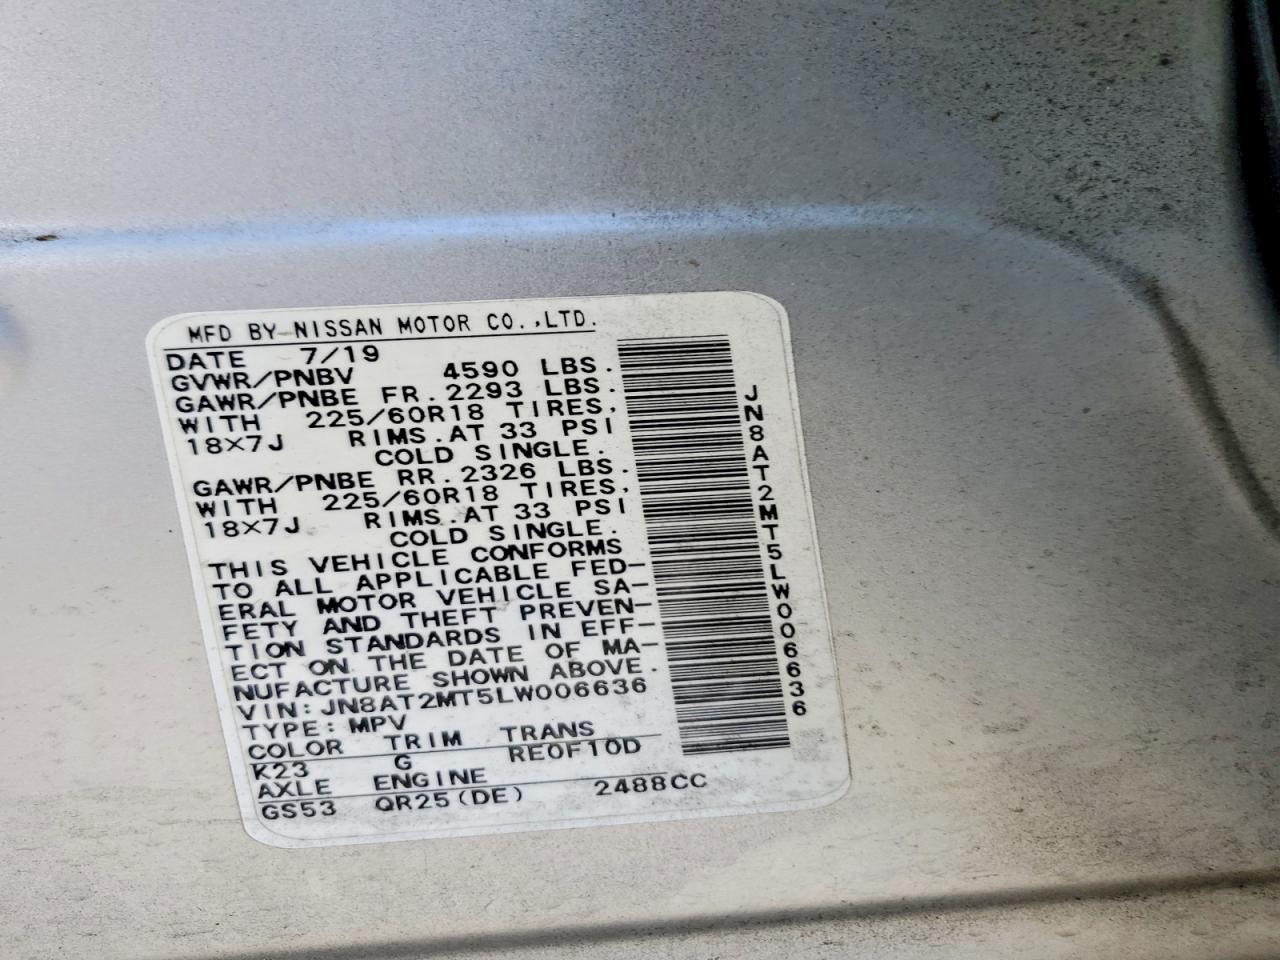 MFD BY NISSAN MOTOR CO.,LTD.
DATE 7/19
GVWR/PNBV 4590 LBS.
GAWR/PNBE FR. 2293 LBS.
WITH 225/60R18 TIRES,
18×7J RIMS.AT 33 PSI
COLD SINGLE.
GAWR/PNBE RR. 2326 LBS.
WITH 225/60R18 TIRES,
18×7J RIMS.AT 33 PSI
COLD SINGLE.
THIS VEHICLE CONFORMS
TO ALL APPLICABLE FED-
ERAL MOTOR VEHICLE SA-
FETY AND THEFT PREVEN-
TION STANDARDS IN EFF-
ECT ON THE DATE OF MA-
NUFACTURE SHOWN ABOVE.
VIN: JN8AT2MT5LW006636
TYPE: MPV
COLOR TRIM TRANS
K23 G RE0F10D
AXLE ENGINE
GS53 QR25(DE) 2488CC
JN8AT2MT5LW006636